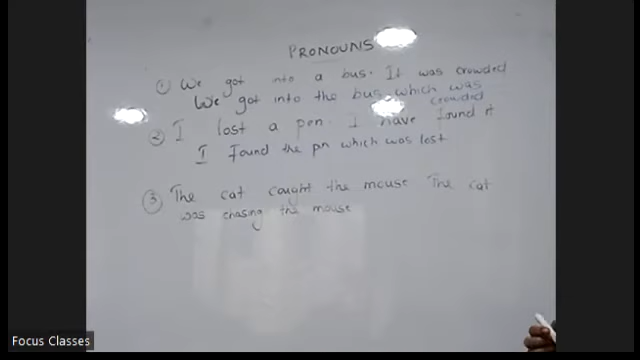 PRONOUNS
① We got into a bus. It was crowded
We got into the bus which was
crowded
② I lost a pen. I have found it
I found the pn which was lost
③ The cat caught the mouse The cat
was chasing the mouse
Focus Classes